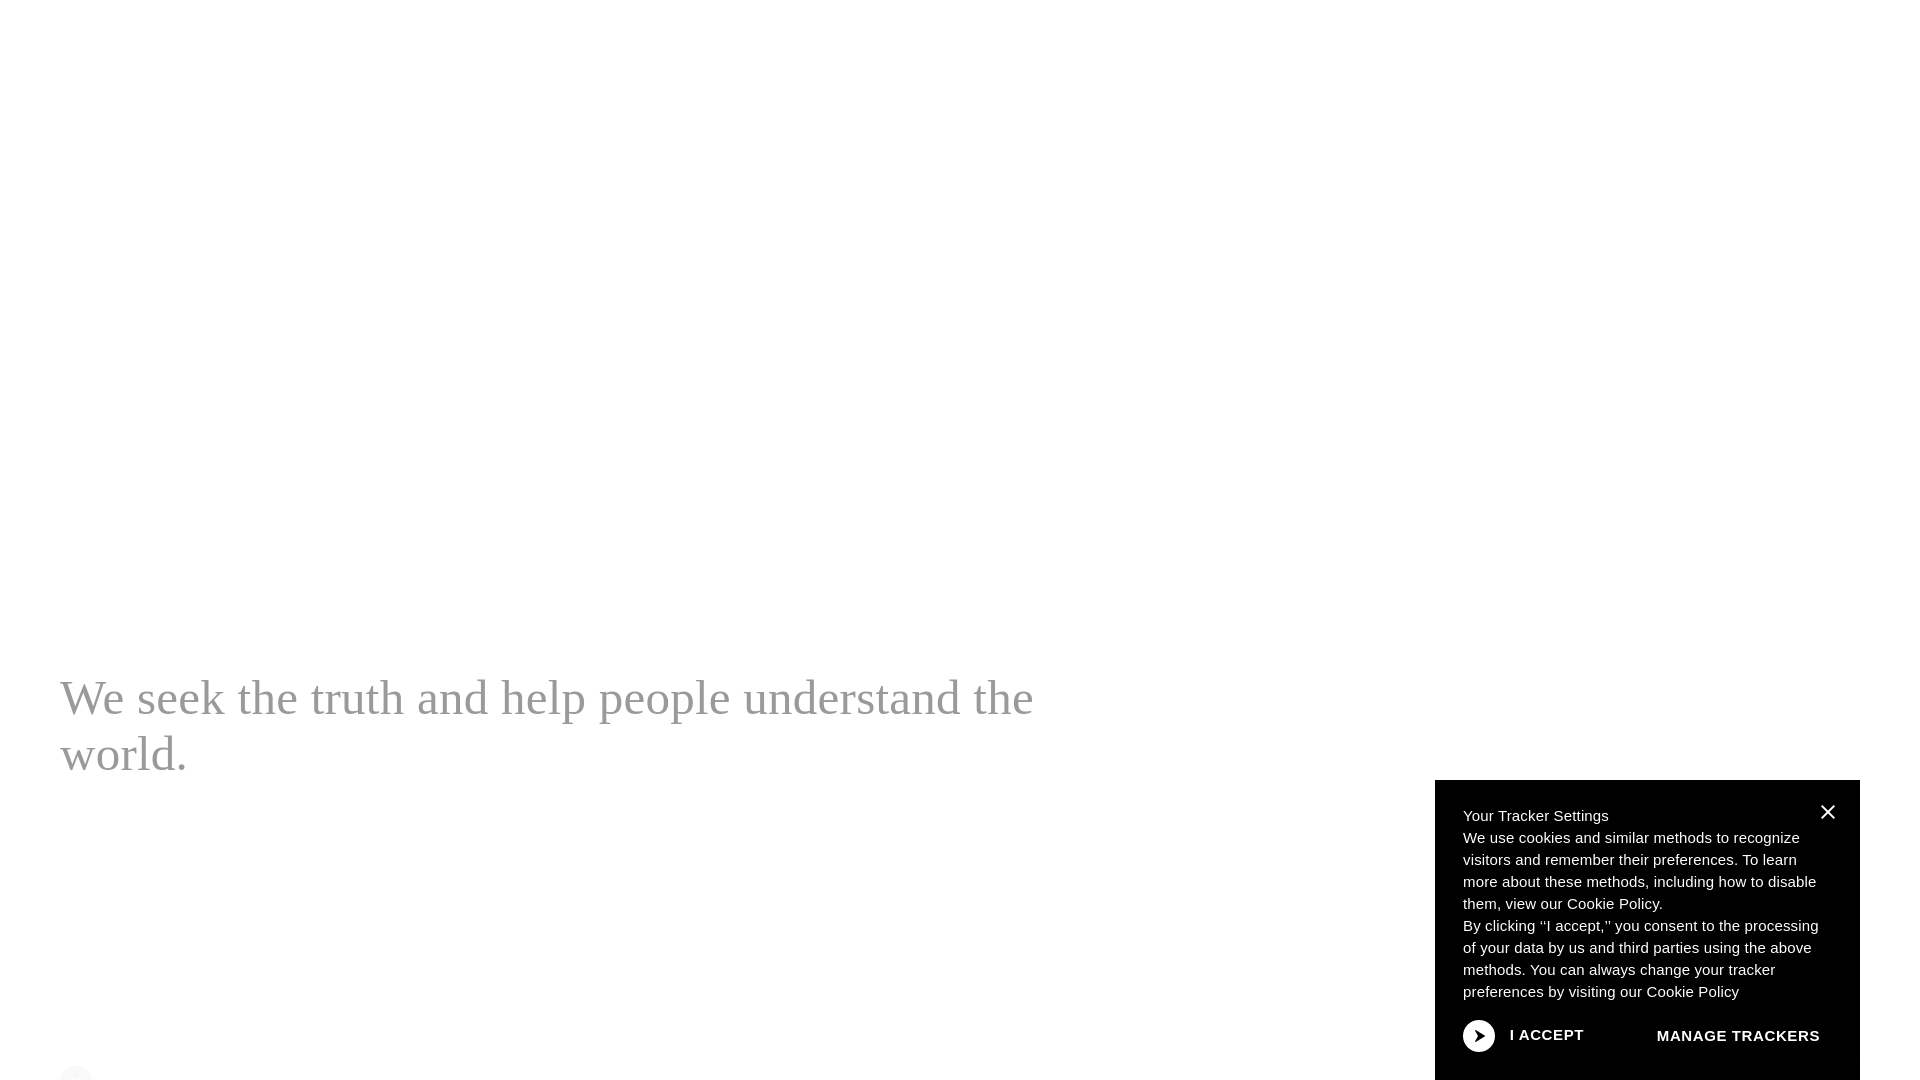 We seek the truth and help people understand the
world.
Your Tracker Settings
We use cookies and similar methods to recognize
visitors and remember their preferences. To learn
more about these methods, including how to disable
them, view our Cookie Policy.
By clicking ‘‘I accept,’’ you consent to the processing
of your data by us and third parties using the above
methods. You can always change your tracker
preferences by visiting our Cookie Policy
I ACCEPT
MANAGE TRACKERS